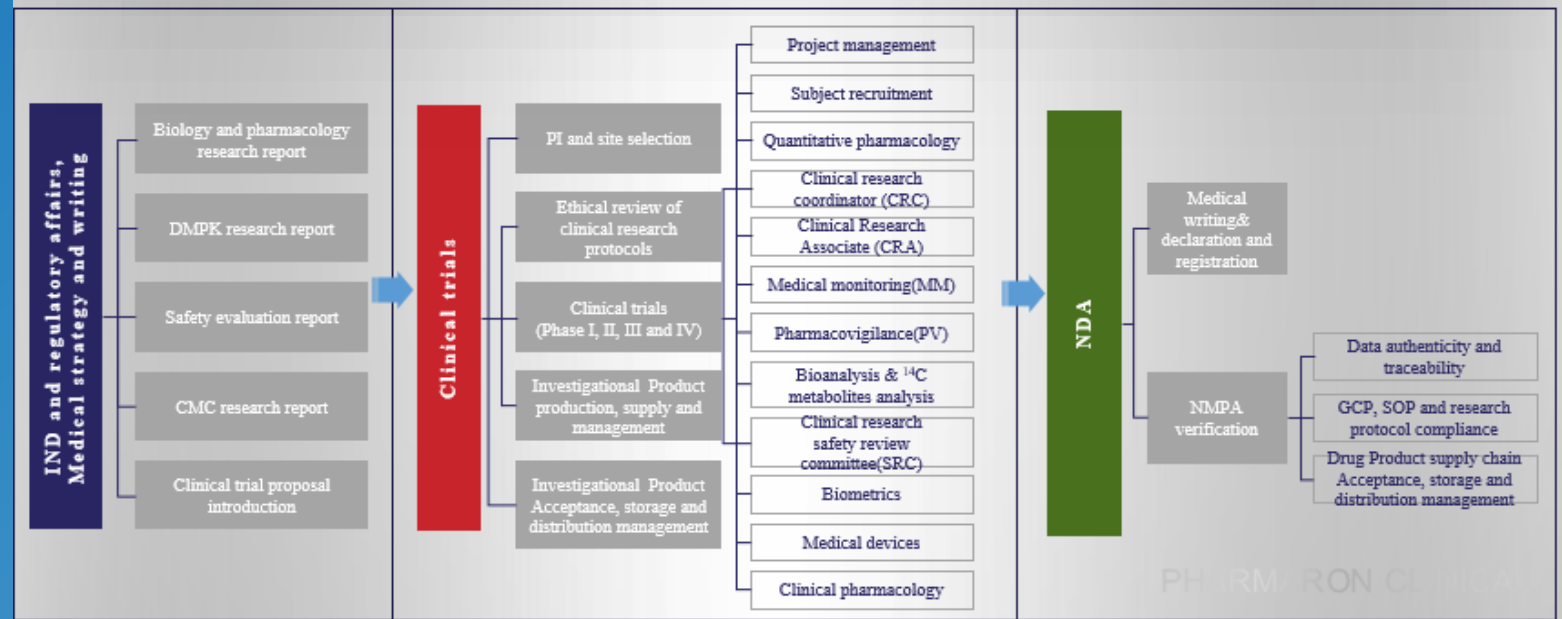 IND and regulatory affairs,
Medical strategy and writing
Biology and pharmacology
research report
DMPK research report
Safety evaluation report
CMC research report
Clinical trial proposal
introduction
Clinical trials
PI and site selection
Ethical review of
clinical research
protocols
Clinical trials
(Phase I, II, III and IV)
Investigational Product
production, supply and
management
Investigational Product
Acceptance, storage and
distribution management
Project management
Subject recruitment
Quantitative pharmacology
Clinical research
coordinator (CRC)
Clinical Research
Associate (CRA)
Medical monitoring(MM)
Pharmacovigilance(PV)
Bioanalysis & ¹⁴C
metabolites analysis
Clinical research
safety review
committee(SRC)
Biometrics
Medical devices
Clinical pharmacology
NDA
Medical
writing&
declaration and
registration
NMPA
verification
Data authenticity and
traceability
GCP, SOP and research
protocol compliance
Drug Product supply chain
Acceptance, storage and
distribution management
PHARMARON CLINICAL